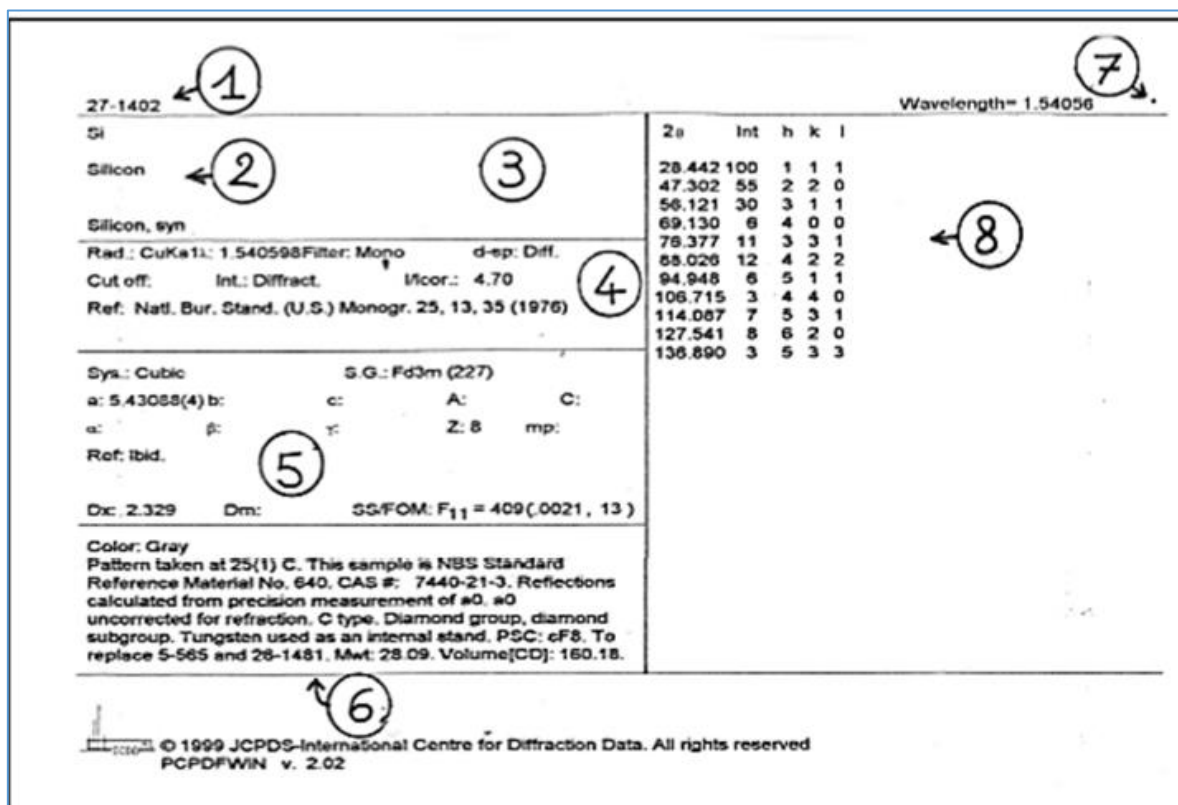 1
7
27-1402
Wavelength= 1.54056
Si
Silicon
2
3
Silicon, syn
Rad.: CuKa1λ: 1.540598Filter: Mono d-sp: Diff.
Cut off: Int.: Diffract. I/Icor.: 4.70
4
Ref: Natl. Bur. Stand. (U.S.) Monogr. 25, 13, 35 (1976)
Sys.: Cubic S.G.: Fd3m (227)
a: 5.43088(4) b: c: A: C:
α: β: γ: Z: 8 mp:
Ref: Ibid.
5
Dx: 2.329 Dm: SS/FOM: F11 = 409(.0021, 13)
Color: Gray
Pattern taken at 25(1) C. This sample is NBS Standard
Reference Material No. 640. CAS #: 7440-21-3. Reflections
calculated from precision measurement of a0. a0
uncorrected for refraction. C type. Diamond group, diamond
subgroup. Tungsten used as an internal stand. PSC: cF8. To
replace 5-565 and 26-1481. Mwt: 28.09. Volume[CD]: 160.18.
6
2θ Int h k l
28.442 100 1 1 1
47.302 55 2 2 0
56.121 30 3 1 1
69.130 6 4 0 0
76.377 11 3 3 1
88.026 12 4 2 2
94.948 6 5 1 1
106.715 3 4 4 0
114.087 7 5 3 1
127.541 8 6 2 0
136.890 3 5 3 3
8
© 1999 JCPDS-International Centre for Diffraction Data. All rights reserved
PCPDFWIN v. 2.02